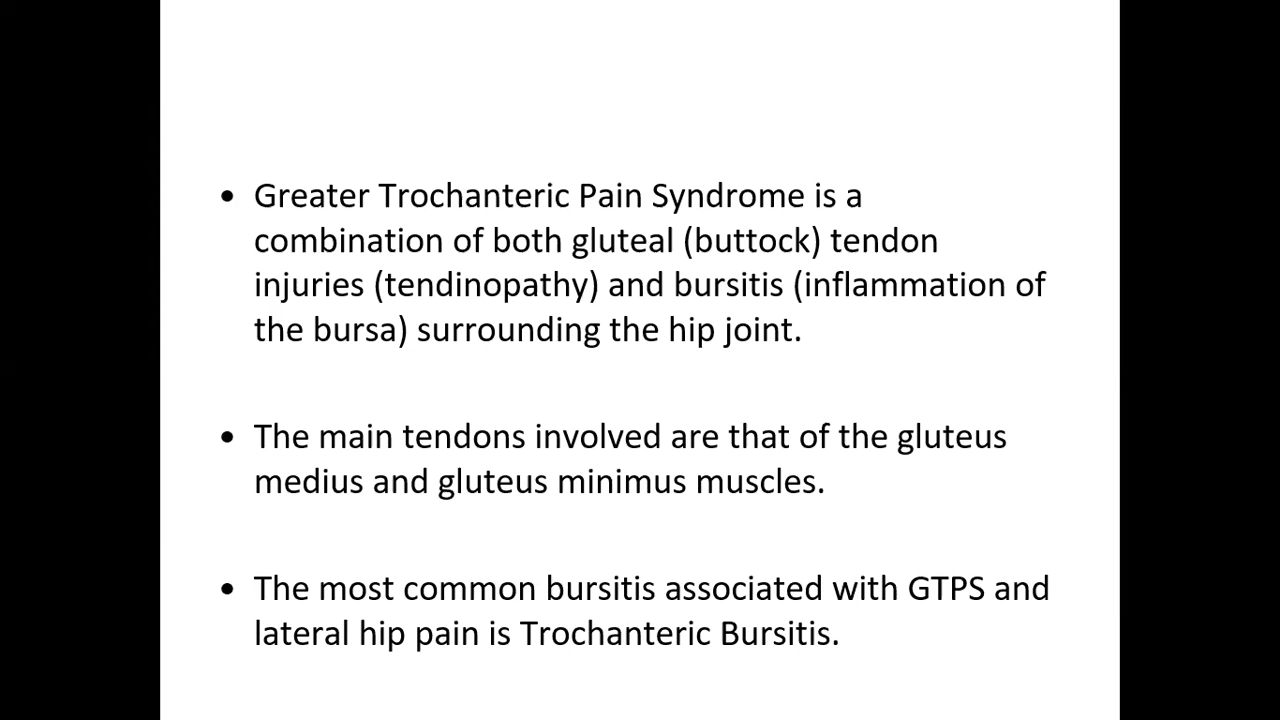 • Greater Trochanteric Pain Syndrome is a
combination of both gluteal (buttock) tendon
injuries (tendinopathy) and bursitis (inflammation of
the bursa) surrounding the hip joint.
• The main tendons involved are that of the gluteus
medius and gluteus minimus muscles.
• The most common bursitis associated with GTPS and
lateral hip pain is Trochanteric Bursitis.